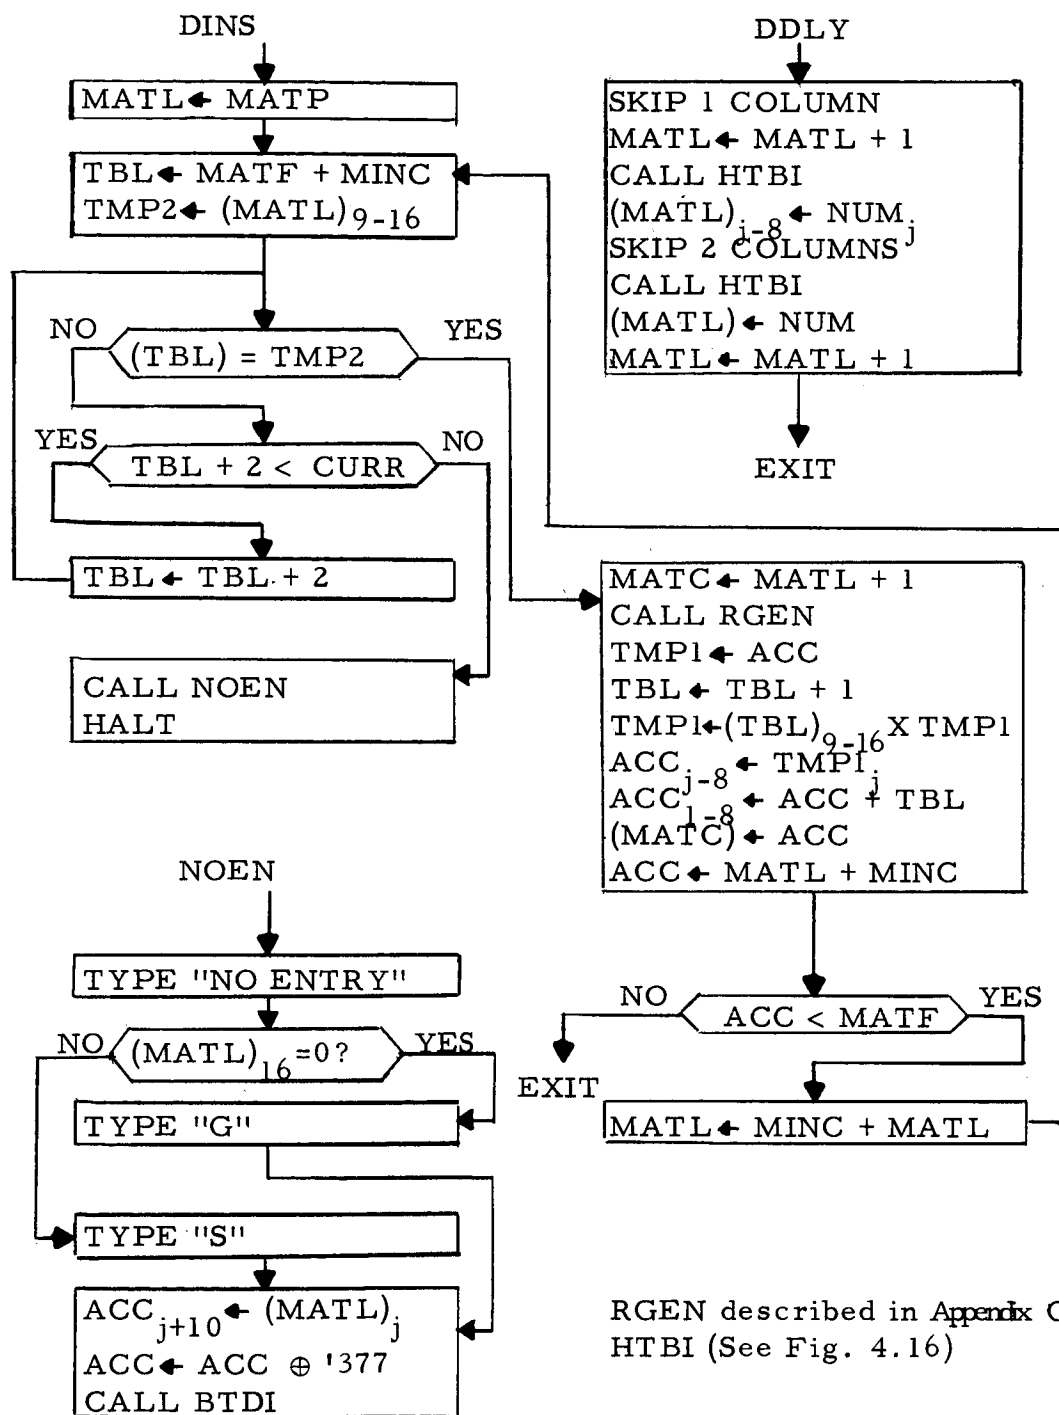 DINS
MATL← MATP
TBL← MATF + MINC
TMP2← (MATL)9-16
NO
(TBL) = TMP2
YES
YES
TBL + 2 < CURR
NO
TBL← TBL + 2
CALL NOEN
HALT
NOEN
TYPE "NO ENTRY"
NO
(MATL)16=0?
YES
TYPE "G"
TYPE "S"
ACCj+10← (MATL)j
ACC← ACC ⊕ '377
CALL BTDI
DDLY
SKIP 1 COLUMN
MATL← MATL + 1
CALL HTBI
(MATL)j-8← NUMj
SKIP 2 COLUMNS
CALL HTBI
(MATL)← NUM
MATL← MATL + 1
EXIT
MATC← MATL + 1
CALL RGEN
TMP1← ACC
TBL← TBL + 1
TMP1←(TBL)9-16 X TMP1
ACCj-8← TMP1j
ACC1-8← ACC + TBL
(MATC)← ACC
ACC← MATL + MINC
NO
ACC < MATF
YES
EXIT
MATL← MINC + MATL
RGEN described in Appendix C
HTBI (See Fig. 4.16)